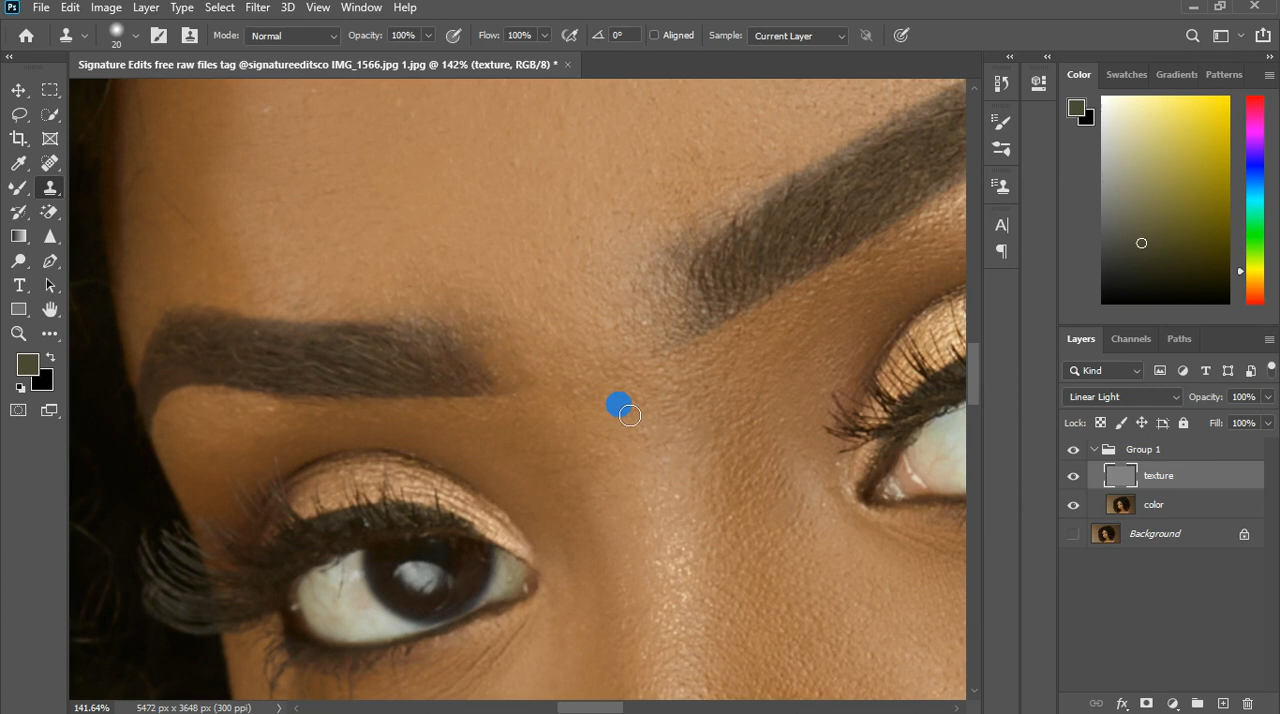 Ps File Edit Image Layer Type Select Filter 3D View Window Help
20 Mode: Normal Opacity: 100% Flow: 100% 0° Aligned Sample: Current Layer
Signature Edits free raw files tag @signatureeditsco IMG_1566.jpg 1.jpg @ 142% (texture, RGB/8) *
Color Swatches Gradients Patterns
Layers Channels Paths
Kind
Linear Light Opacity: 100%
Lock: Fill: 100%
Group 1
texture
color
Background
141.64% 5472 px x 3648 px (300 ppi)